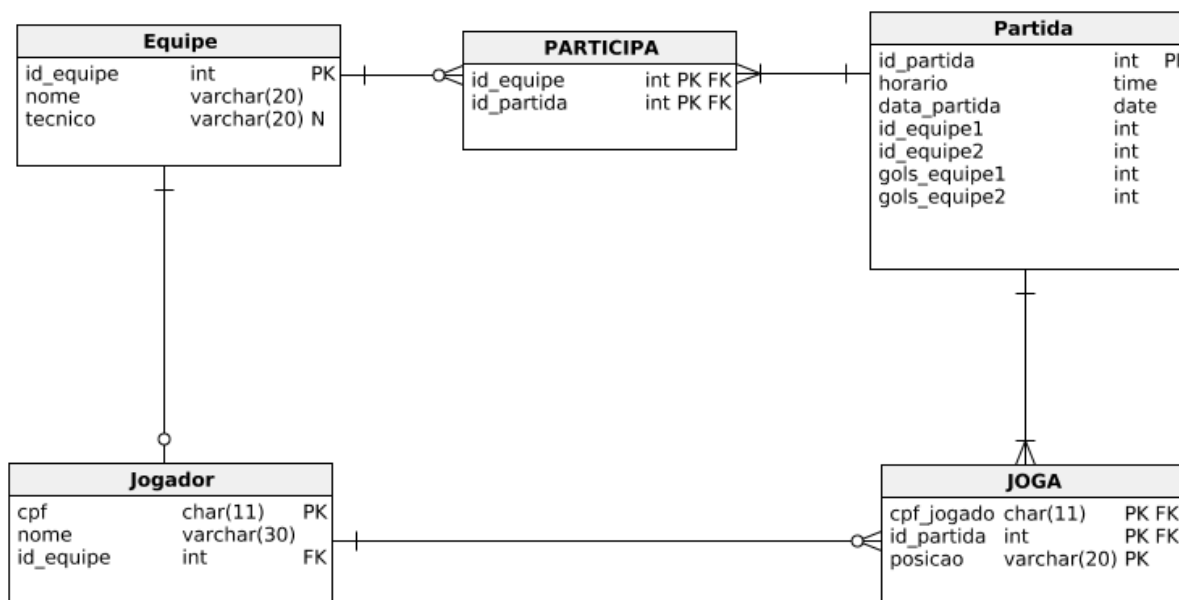 Equipe
id_equipe int PK
nome varchar(20)
tecnico varchar(20) N
PARTICIPA
id_equipe int PK FK
id_partida int PK FK
Partida
id_partida int PK
horario time
data_partida date
id_equipe1 int
id_equipe2 int
gols_equipe1 int
gols_equipe2 int
Jogador
cpf char(11) PK
nome varchar(30)
id_equipe int FK
JOGA
cpf_jogado char(11) PK FK
id_partida int PK FK
posicao varchar(20) PK